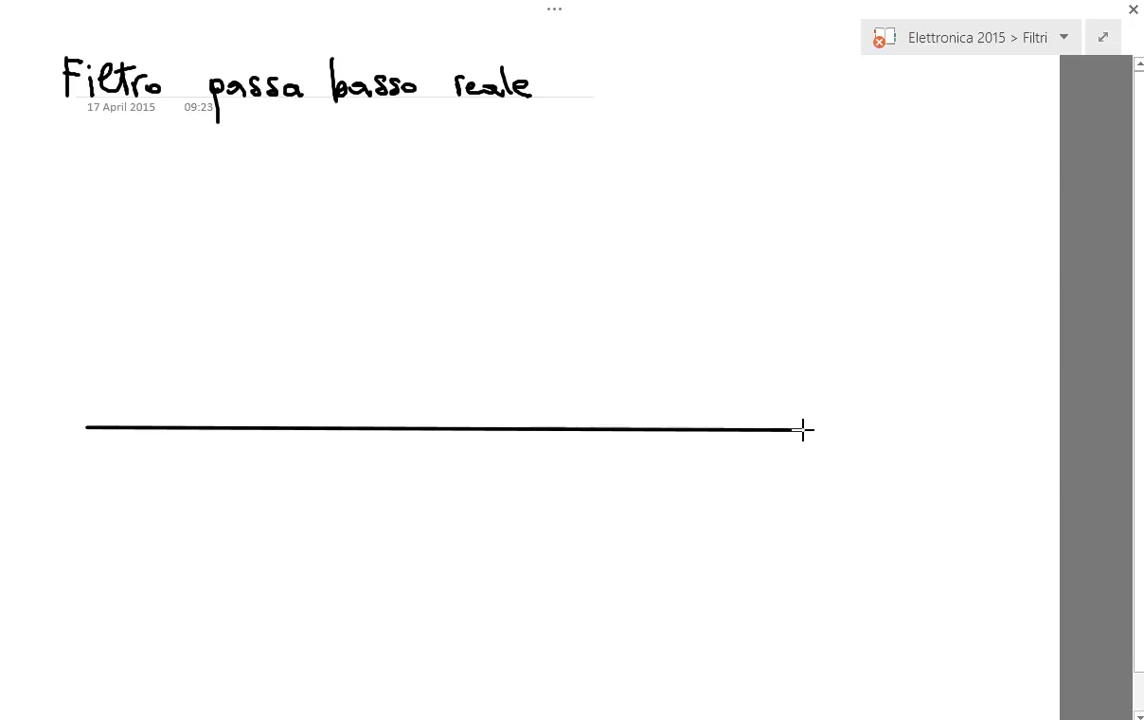 Elettronica 2015 > Filtri
Filtro passa basso reale
17 April 2015 09:23